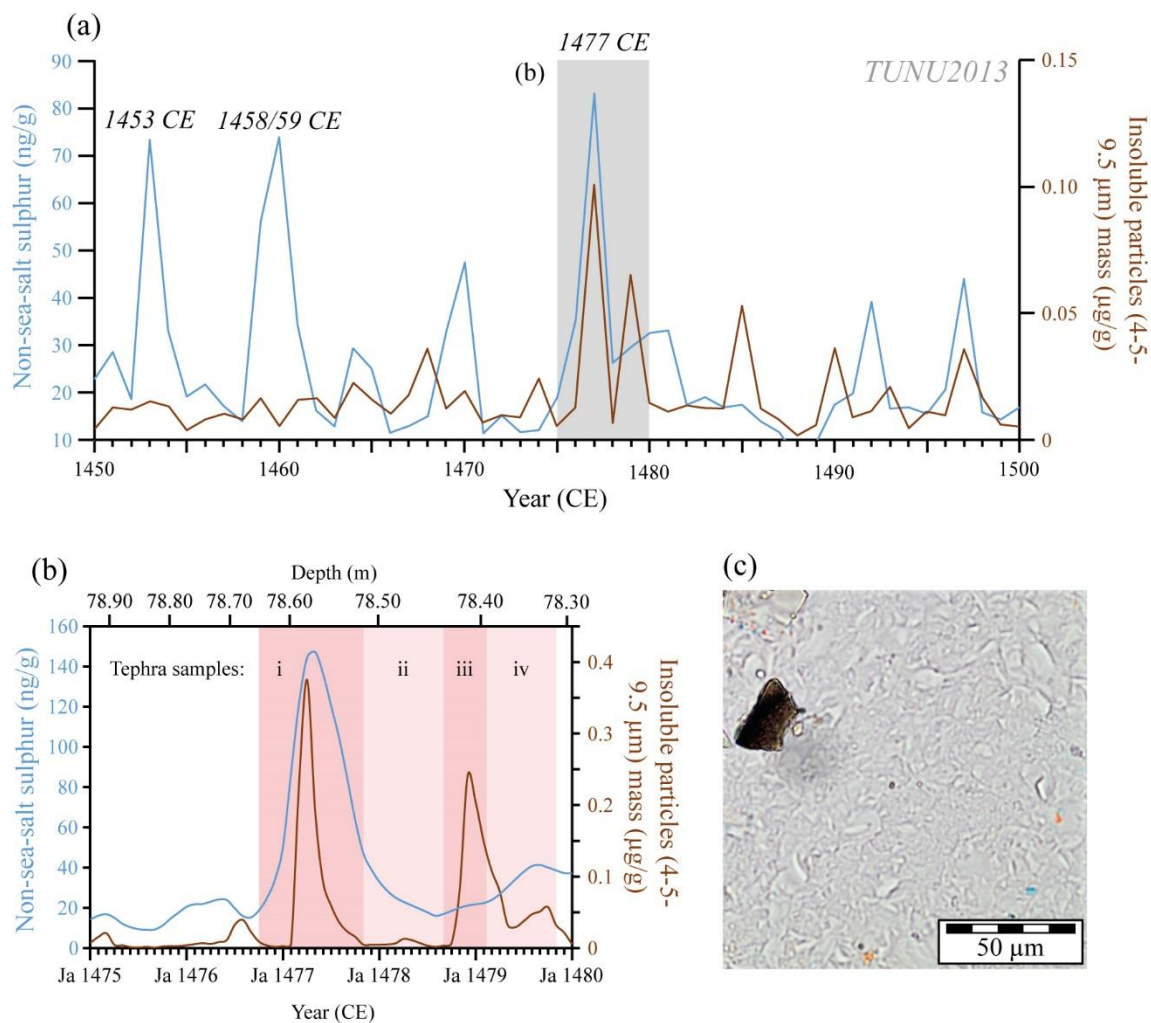 (a)
1477 CE
(b)
TUNU2013
1453 CE
1458/59 CE
Non-sea-salt sulphur (ng/g)
90
80
70
60
50
40
30
20
10
0.15
0.10
0.05
0
Insoluble particles (4-5-
9.5 μm) mass (μg/g)
1450 1460 1470 1480 1490 1500
Year (CE)
(b)
Depth (m)
78.90 78.80 78.70 78.60 78.50 78.40 78.30
Tephra samples: i ii iii iv
Non-sea-salt sulphur (ng/g)
160
140
120
100
80
60
40
20
0
0.4
0.3
0.2
0.1
0
Insoluble particles (4-5-
9.5 μm) mass (μg/g)
Ja 1475 Ja 1476 Ja 1477 Ja 1478 Ja 1479 Ja 1480
Year (CE)
(c)
50 μm